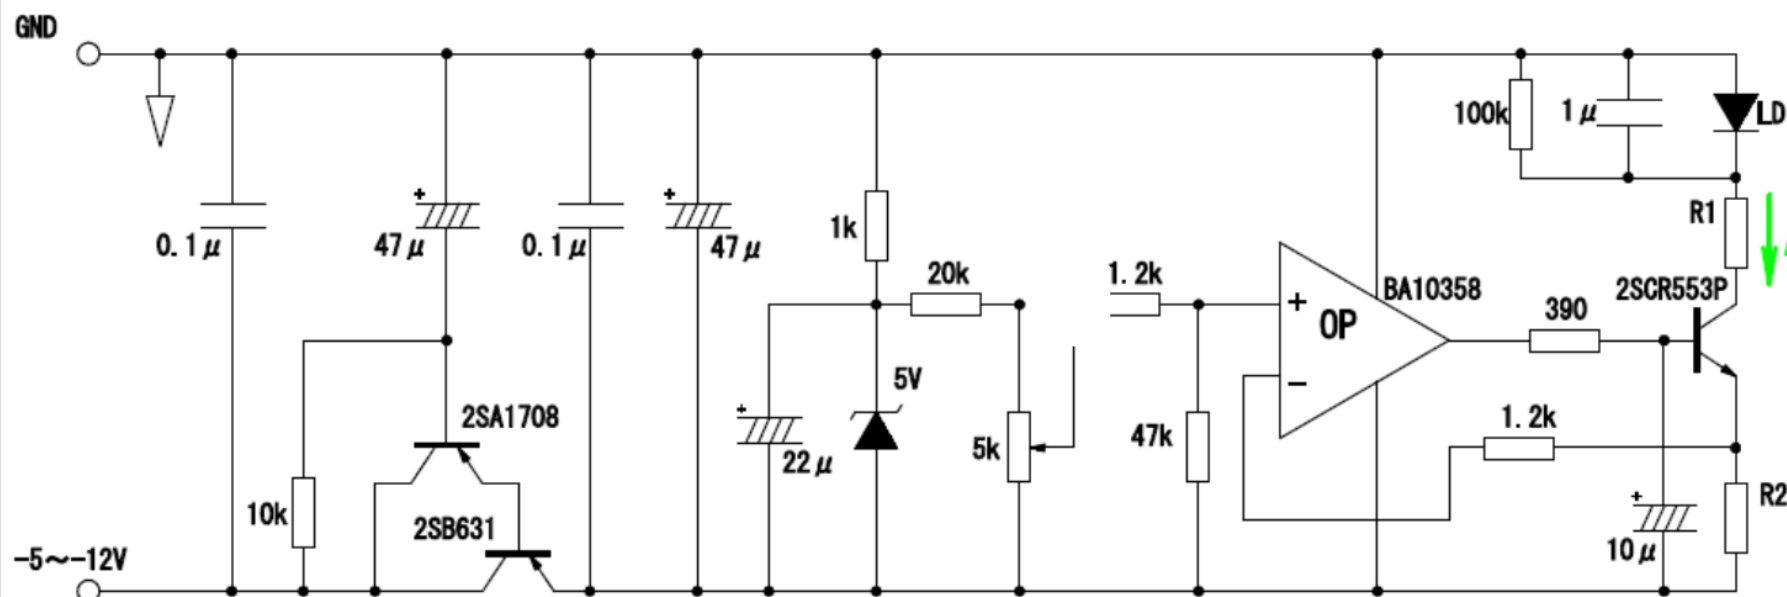 GND
100k
1μ
LD
R1
0.1μ
+
47μ
0.1μ
+
47μ
1k
20k
1.2k
+
OP
−
BA10358
2SCR553P
390
5V
+
22μ
5k
47k
1.2k
2SA1708
10k
2SB631
+
10μ
R2
-5～-12V